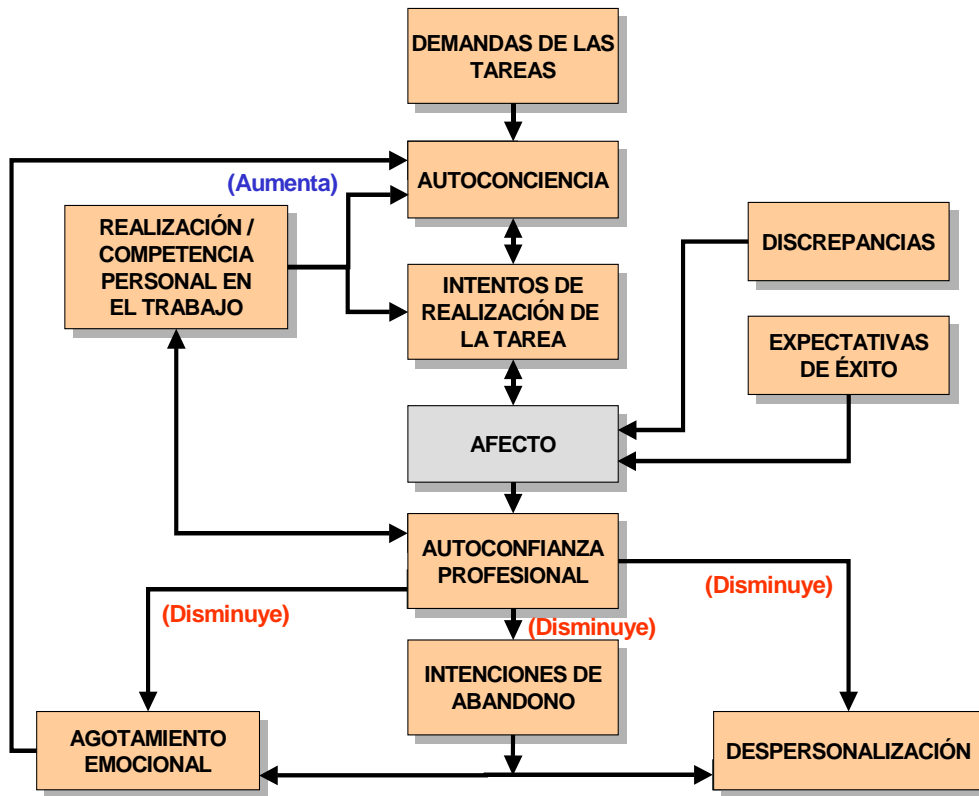 DEMANDAS DE LAS
TAREAS
(Aumenta)
AUTOCONCIENCIA
REALIZACIÓN /
COMPETENCIA
PERSONAL EN
EL TRABAJO
DISCREPANCIAS
INTENTOS DE
REALIZACIÓN DE
LA TAREA
EXPECTATIVAS
DE ÉXITO
AFECTO
AUTOCONFIANZA
PROFESIONAL
(Disminuye)
(Disminuye)
(Disminuye)
INTENCIONES DE
ABANDONO
AGOTAMIENTO
EMOCIONAL
DESPERSONALIZACIÓN